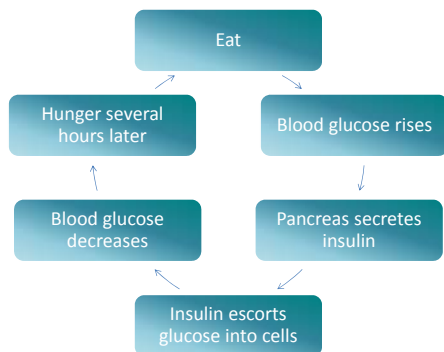 Eat
Blood glucose rises
Pancreas secretes
insulin
Insulin escorts
glucose into cells
Blood glucose
decreases
Hunger several
hours later